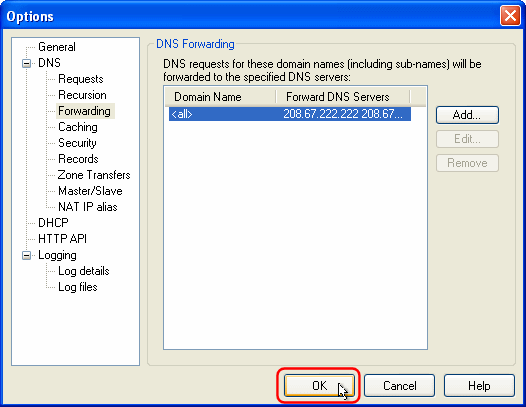 Options
General
DNS
Requests
Recursion
Forwarding
Caching
Security
Records
Zone Transfers
Master/Slave
NAT IP alias
DHCP
HTTP API
Logging
Log details
Log files
DNS Forwarding
DNS requests for these domain names (including sub-names) will be
forwarded to the specified DNS servers:
Domain Name Forward DNS Servers
<all> 208.67.222.222 208.67...
Add...
Edit...
Remove
OK Cancel Help